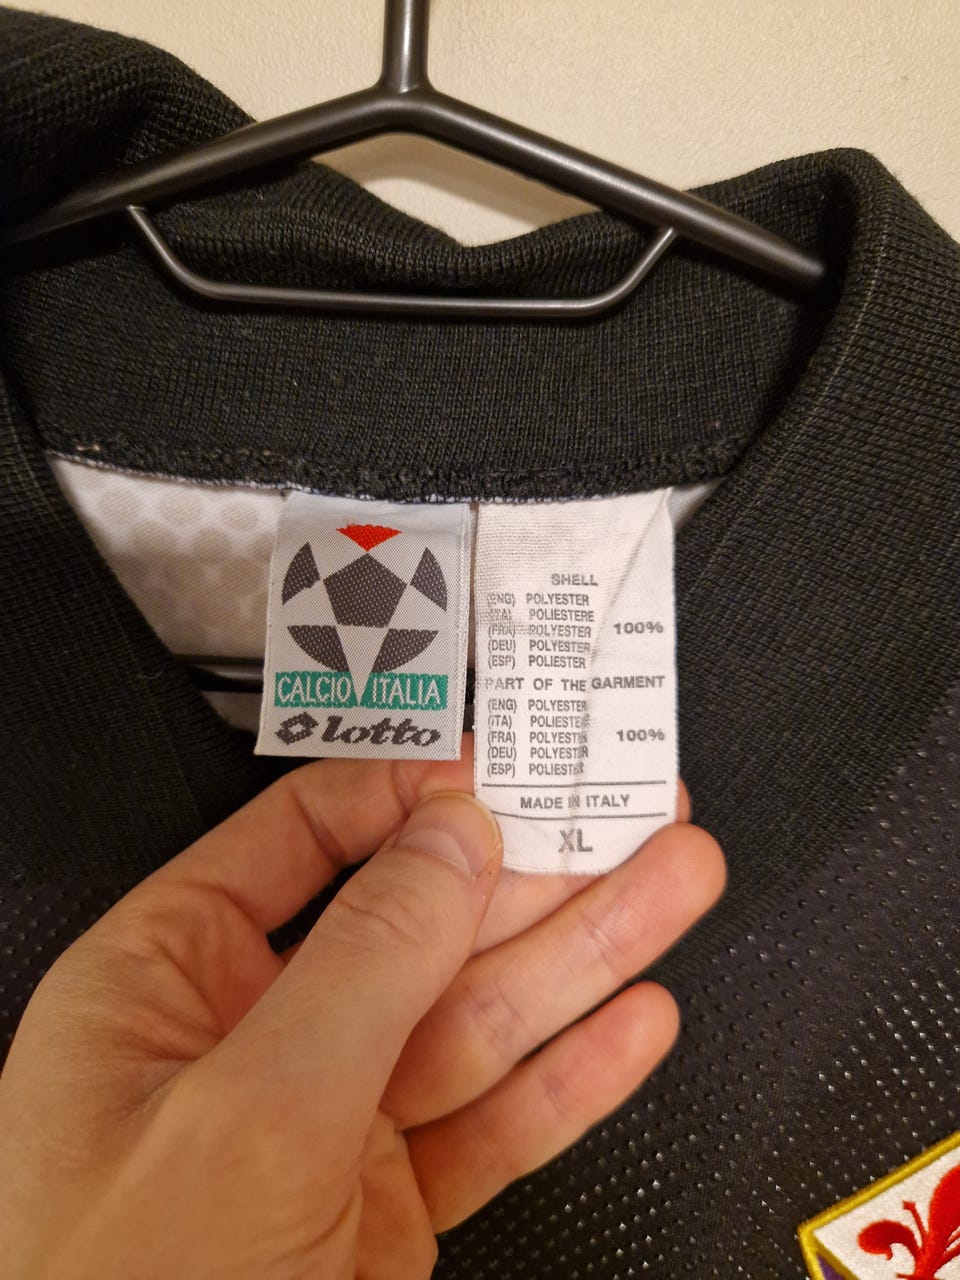 CALCIO ITALIA
lotto
SHELL
(ENG) POLYESTER
(ITA) POLIESTERE
(FRA) POLYESTER 100%
(DEU) POLYESTER
(ESP) POLIESTER
PART OF THE GARMENT
(ENG) POLYESTER
(ITA) POLIESTERE
(FRA) POLYESTER 100%
(DEU) POLYESTER
(ESP) POLIESTER
MADE IN ITALY
XL